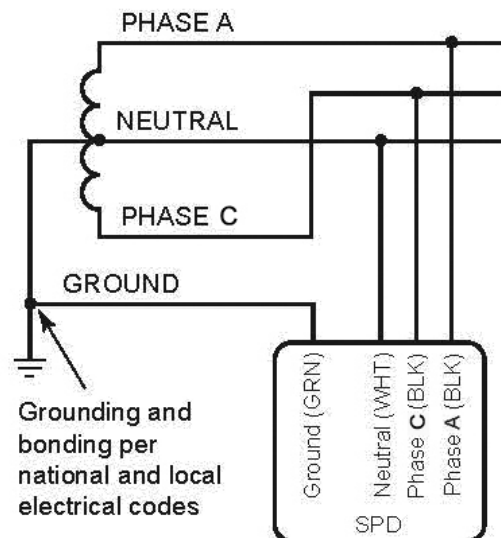 PHASE A
NEUTRAL
PHASE C
GROUND
Grounding and
bonding per
national and local
electrical codes
Ground (GRN)
Neutral (WHT)
Phase C (BLK)
Phase A (BLK)
SPD